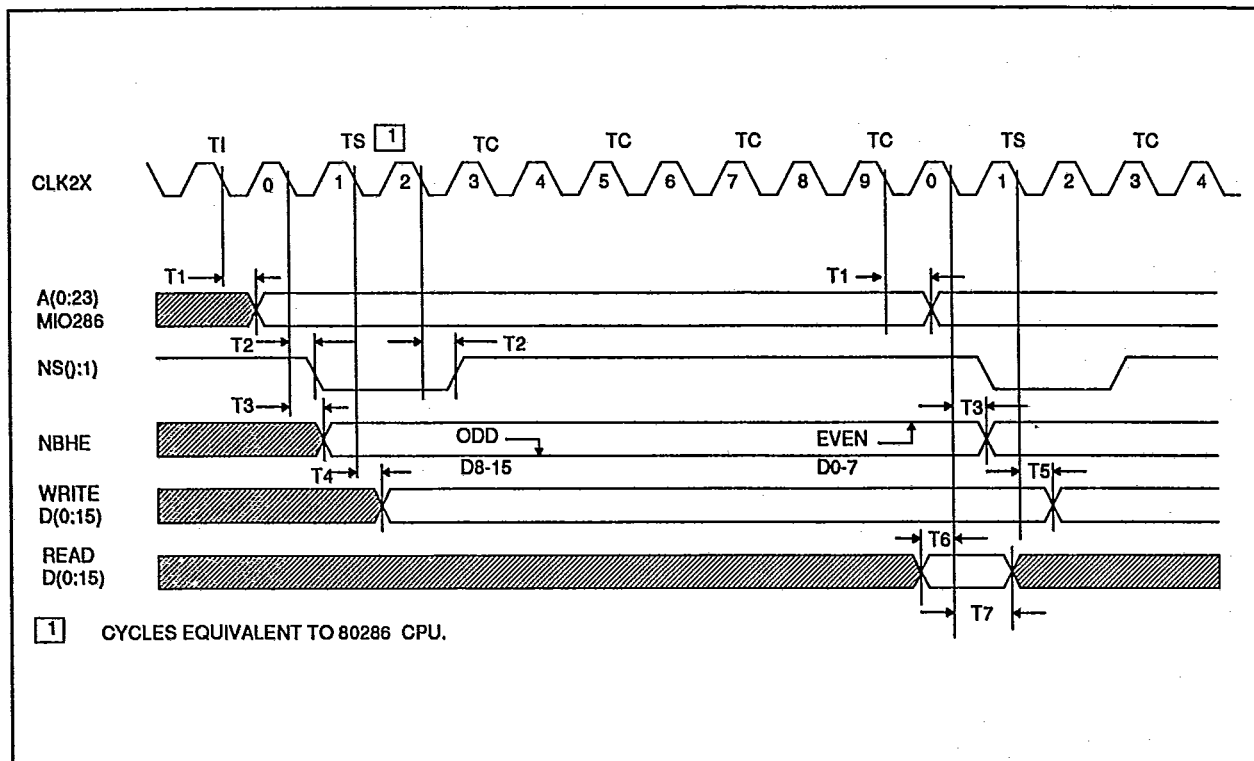 TI TS 1 TC TC TC TC TS TC
CLK2X 0 1 2 3 4 5 6 7 8 9 0 1 2 3 4
T1 T1
A(0:23)
MIO286
T2 T2
NS():1)
T3 T3
NBHE ODD EVEN
D8-15 D0-7
T4 T5
WRITE
D(0:15)
T6
READ
D(0:15)
T7
1 CYCLES EQUIVALENT TO 80286 CPU.